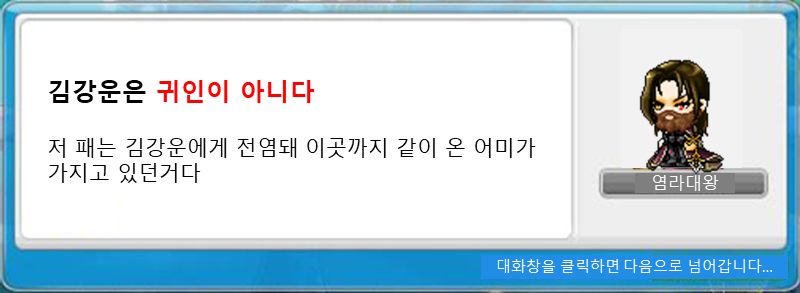 김강운은 귀인이 아니다
저 패는 김강운에게 전염돼 이곳까지 같이 온 어미가
가지고 있던거다
염라대왕
대화창을 클릭하면 다음으로 넘어갑니다...